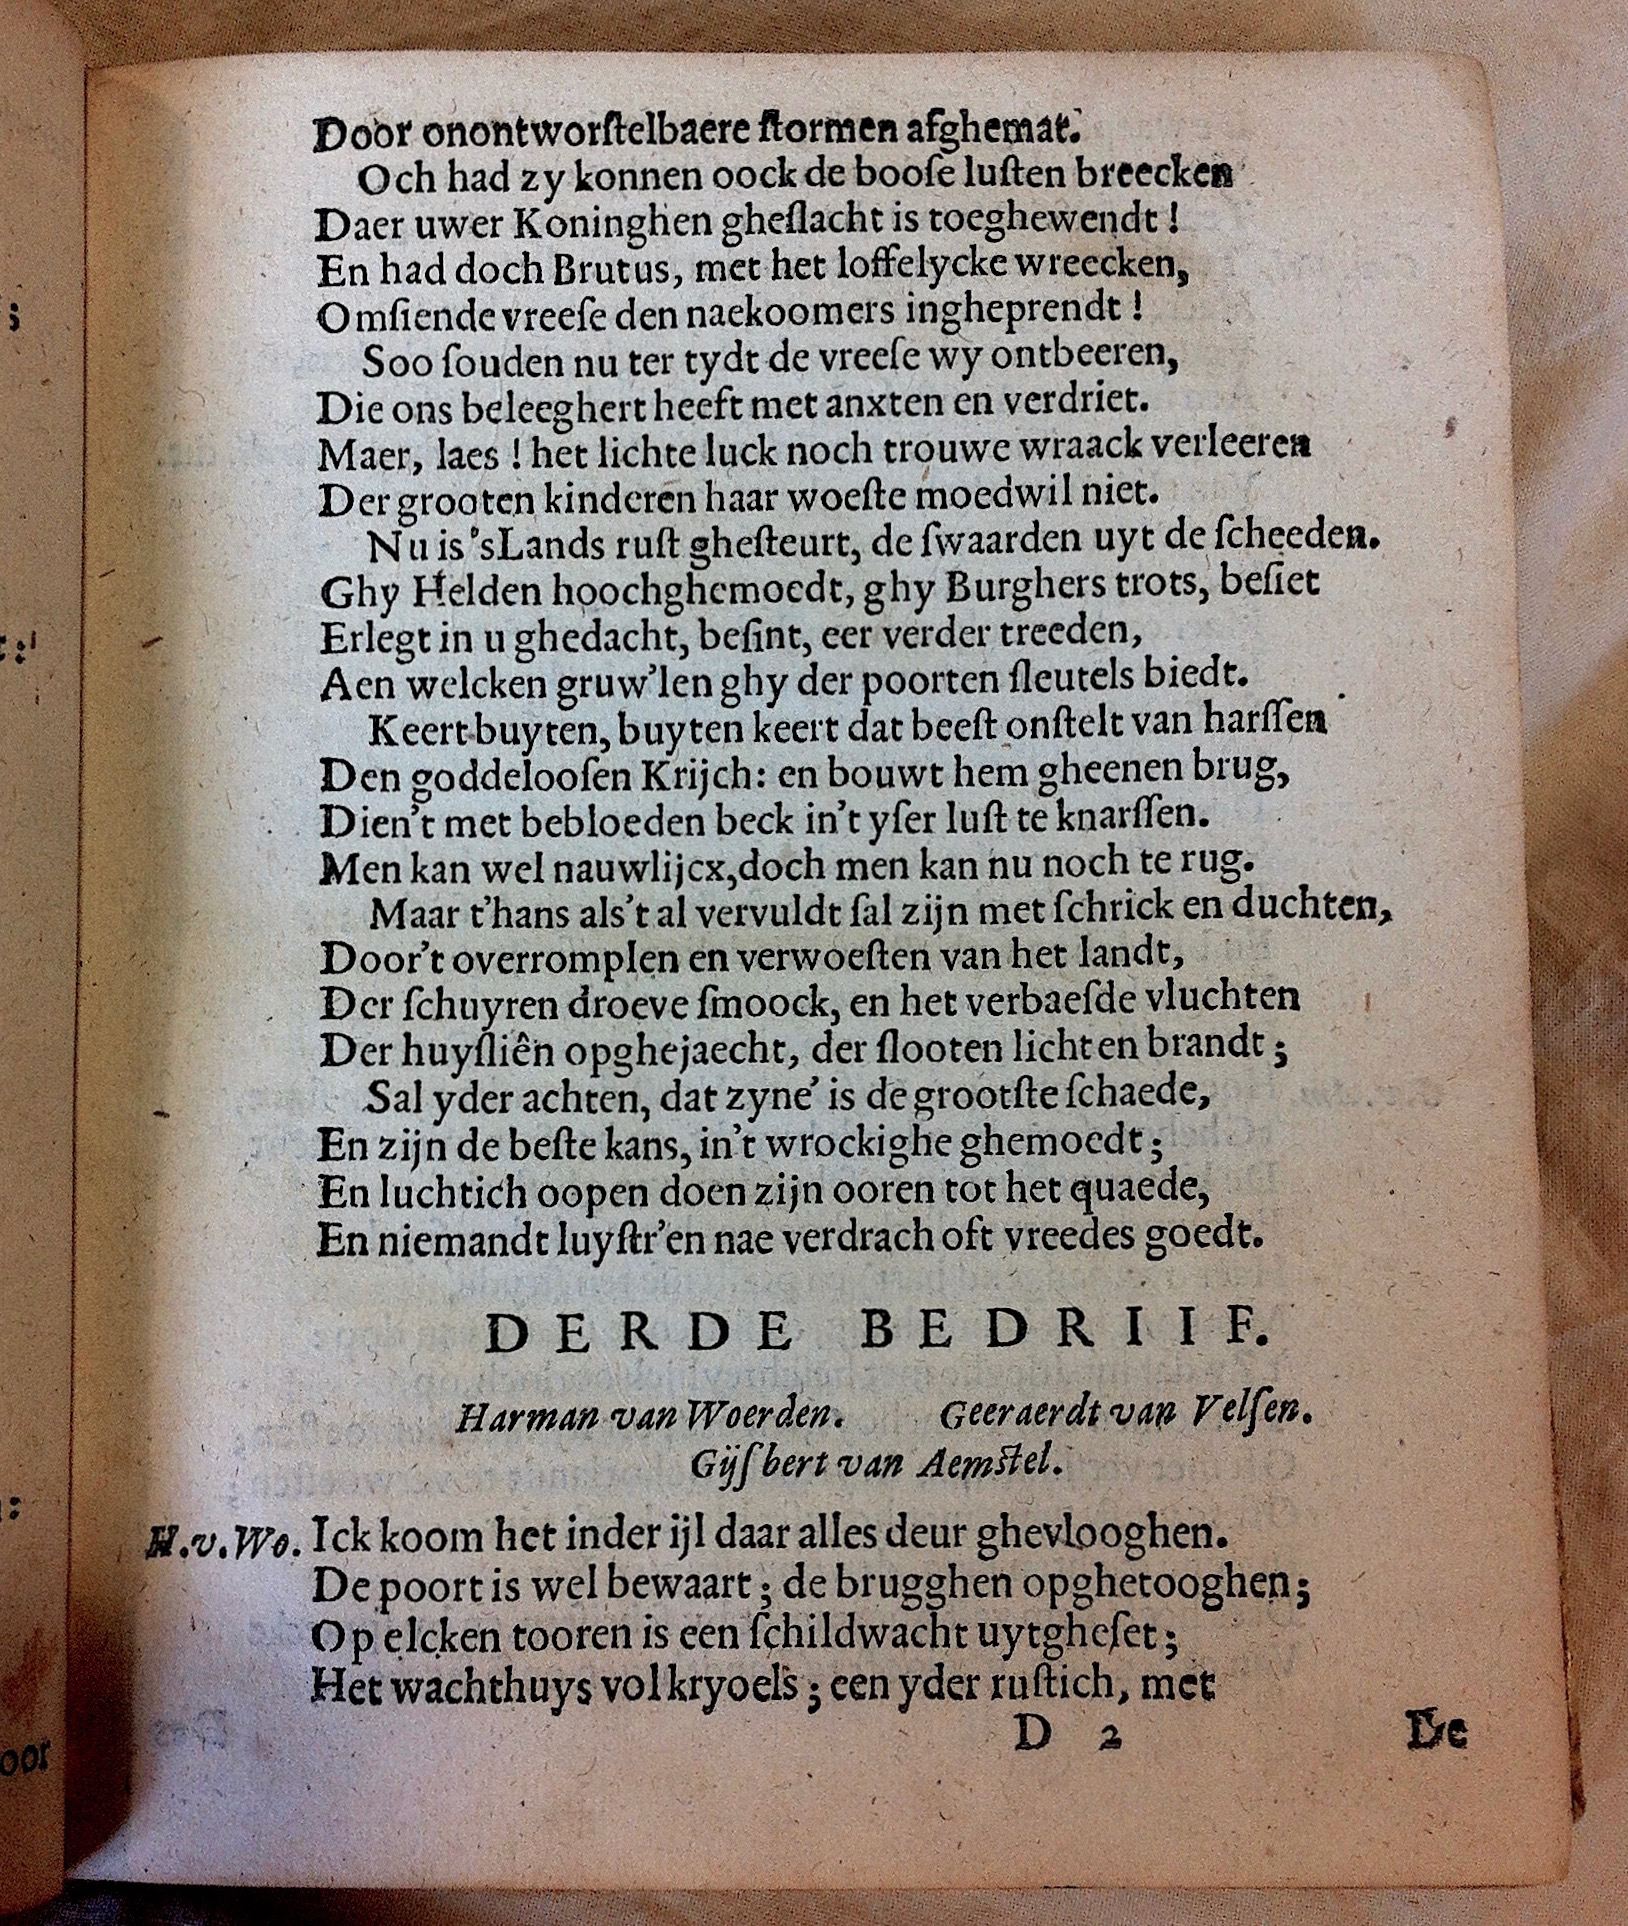 Door onontworſtelbaere ſtormen afghemat.
Och had zy konnen oock de booſe luſten breecken
Daer uwer Koninghen gheſlacht is toeghewendt !
En had doch Brutus, met het loffelycke wreecken,
Omſiende vreeſe den naekoomers ingheprendt !
Soo ſouden nu ter tydt de vreeſe wy ontbeeren,
Die ons beleeghert heeft met anxten en verdriet.
Maer, laes ! het lichte luck noch trouwe wraack verleeren
Der grooten kinderen haar woeſte moedwil niet.
Nu is 'sLands ruſt gheſteurt, de ſwaarden uyt de ſcheeden.
Ghy Helden hoochghemoedt, ghy Burghers trots, beſiet
Erlegt in u ghedacht, beſint, eer verder treeden,
Aen welcken gruw'len ghy der poorten ſleutels biedt.
Keert buyten, buyten keert dat beeſt onſtelt van harſſen
Den goddelooſen Krijch: en bouwt hem gheenen brug,
Dien't met bebloeden beck in't yſer luſt te knarſſen.
Men kan wel nauwlijcx, doch men kan nu noch te rug.
Maar t'hans als't al vervuldt ſal zijn met ſchrick en duchten,
Door't overromplen en verwoeſten van het landt,
Der ſchuyren droeve ſmoock, en het verbaeſde vluchten
Der huyſliên opghejaecht, der ſlooten licht en brandt ;
Sal yder achten, dat zyne' is de grootſte ſchaede,
En zijn de beſte kans, in't wrockighe ghemoedt ;
En luchtich oopen doen zijn ooren tot het quaede,
En niemandt luyſtr'en nae verdrach oft vreedes goedt.
DERDE BEDRIIF.
Harman van Woerden. Geeraerdt van Velſen.
Gijſbert van Aemſtel.
H.v.Wo. Ick koom het inder ijl daar alles deur ghevlooghen.
De poort is wel bewaart ; de brugghen opghetooghen ;
Op elcken tooren is een ſchildwacht uytgheſet ;
Het wachthuys vol kryoels ; een yder ruſtich, met
D 2 De
;
oor